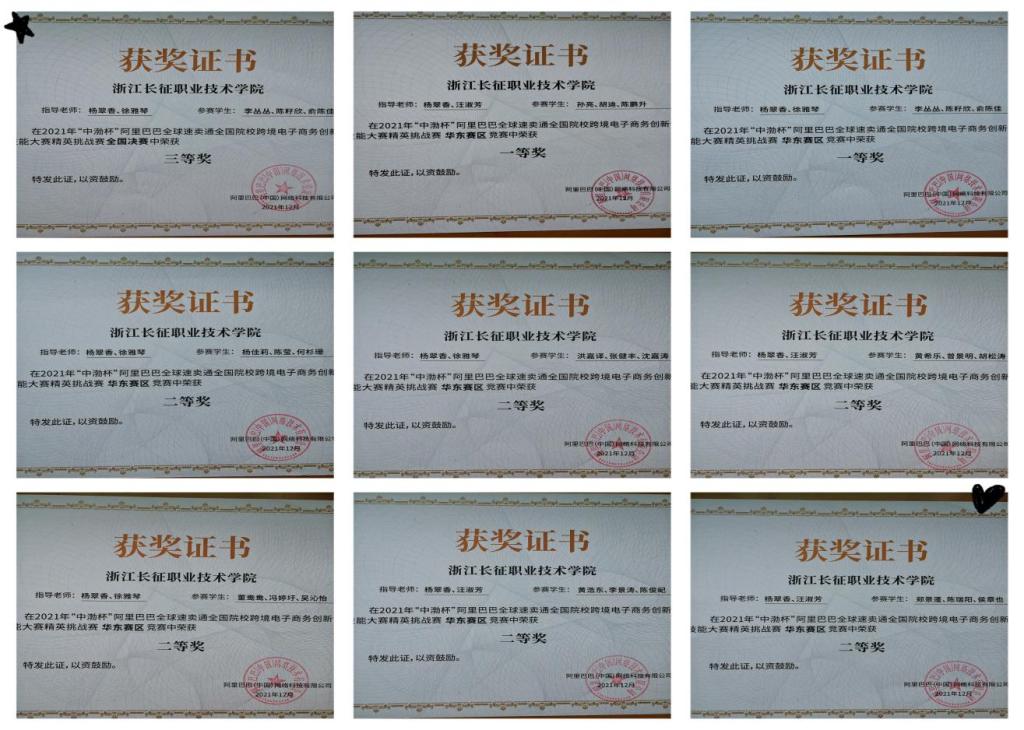 获奖证书
浙江长征职业技术学院
指导老师：杨翠香、徐雅琴 参赛学生：李丛丛、陈籽欣、俞陈佳
在2021年“中渤杯”阿里巴巴全球速卖通全国院校跨境电子商务创新
能大赛精英挑战赛 全国决赛中荣获
三等奖
特发此证，以资鼓励。
阿里巴巴(中国)网络科技有限公司
2021年12月
获奖证书
浙江长征职业技术学院
指导老师：杨翠香、汪淑芳 参赛学生：孙亮、胡迪、陈鹏升
在2021年“中渤杯”阿里巴巴全球速卖通全国院校跨境电子商务创新
能大赛精英挑战赛 华东赛区 竞赛中荣获
一等奖
特发此证，以资鼓励。
阿里巴巴(中国)网络科技有限公司
2021年12月
获奖证书
浙江长征职业技术学院
指导老师：杨翠香、徐雅琴 参赛学生：李丛丛、陈籽欣、俞陈佳
在2021年“中渤杯”阿里巴巴全球速卖通全国院校跨境电子商务创新
能大赛精英挑战赛 华东赛区 竞赛中荣获
一等奖
特发此证，以资鼓励。
阿里巴巴(中国)网络科技有限公司
2021年12月
获奖证书
浙江长征职业技术学院
指导老师：杨翠香、徐雅琴 参赛学生：杨佳莉、陈莹、何杉珊
在2021年“中渤杯”阿里巴巴全球速卖通全国院校跨境电子商务创新
能大赛精英挑战赛 华东赛区 竞赛中荣获
二等奖
特发此证，以资鼓励。
阿里巴巴(中国)网络科技有限公司
2021年12月
获奖证书
浙江长征职业技术学院
指导老师：杨翠香、徐雅琴 参赛学生：洪嘉译、张健丰、沈嘉涛
在2021年“中渤杯”阿里巴巴全球速卖通全国院校跨境电子商务创新
能大赛精英挑战赛 华东赛区 竞赛中荣获
二等奖
特发此证，以资鼓励。
阿里巴巴(中国)网络科技有限公司
2021年12月
获奖证书
浙江长征职业技术学院
指导老师：杨翠香、汪淑芳 参赛学生：黄希乐、曾景明、胡松涛
在2021年“中渤杯”阿里巴巴全球速卖通全国院校跨境电子商务创新
能大赛精英挑战赛 华东赛区 竞赛中荣获
二等奖
特发此证，以资鼓励。
阿里巴巴(中国)网络科技有限公司
2021年12月
获奖证书
浙江长征职业技术学院
指导老师：杨翠香、徐雅琴 参赛学生：冯婷圩、吴沁怡
在2021年“中渤杯”阿里巴巴全球速卖通全国院校跨境电子商务创新
能大赛精英挑战赛 华东赛区 竞赛中荣获
二等奖
特发此证，以资鼓励。
阿里巴巴(中国)网络科技有限公司
2021年12月
获奖证书
浙江长征职业技术学院
指导老师：杨翠香、汪淑芳 参赛学生：黄浩东、李景涛、陈俊屹
在2021年“中渤杯”阿里巴巴全球速卖通全国院校跨境电子商务创新
能大赛精英挑战赛 华东赛区 竞赛中荣获
二等奖
特发此证，以资鼓励。
阿里巴巴(中国)网络科技有限公司
2021年12月
获奖证书
浙江长征职业技术学院
指导老师：杨翠香、汪淑芳 参赛学生：郑景蓬、陈瑞阳、侯章也
在2021年“中渤杯”阿里巴巴全球速卖通全国院校跨境电子商务创新
技能大赛精英挑战赛 华东赛区 竞赛中荣获
二等奖
特发此证，以资鼓励。
阿里巴巴(中国)网络科技有限公司
2021年12月